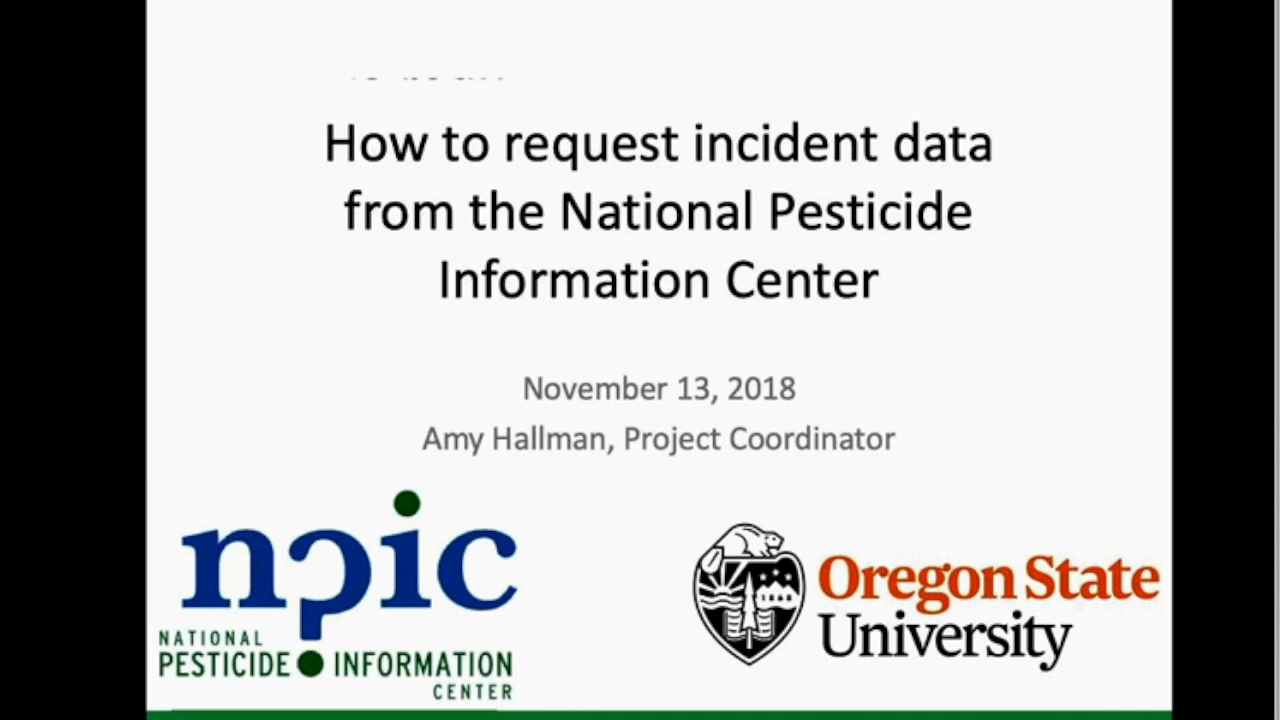 How to request incident data
from the National Pesticide
Information Center
November 13, 2018
Amy Hallman, Project Coordinator
npic
NATIONAL
PESTICIDE INFORMATION
CENTER
Oregon State
University